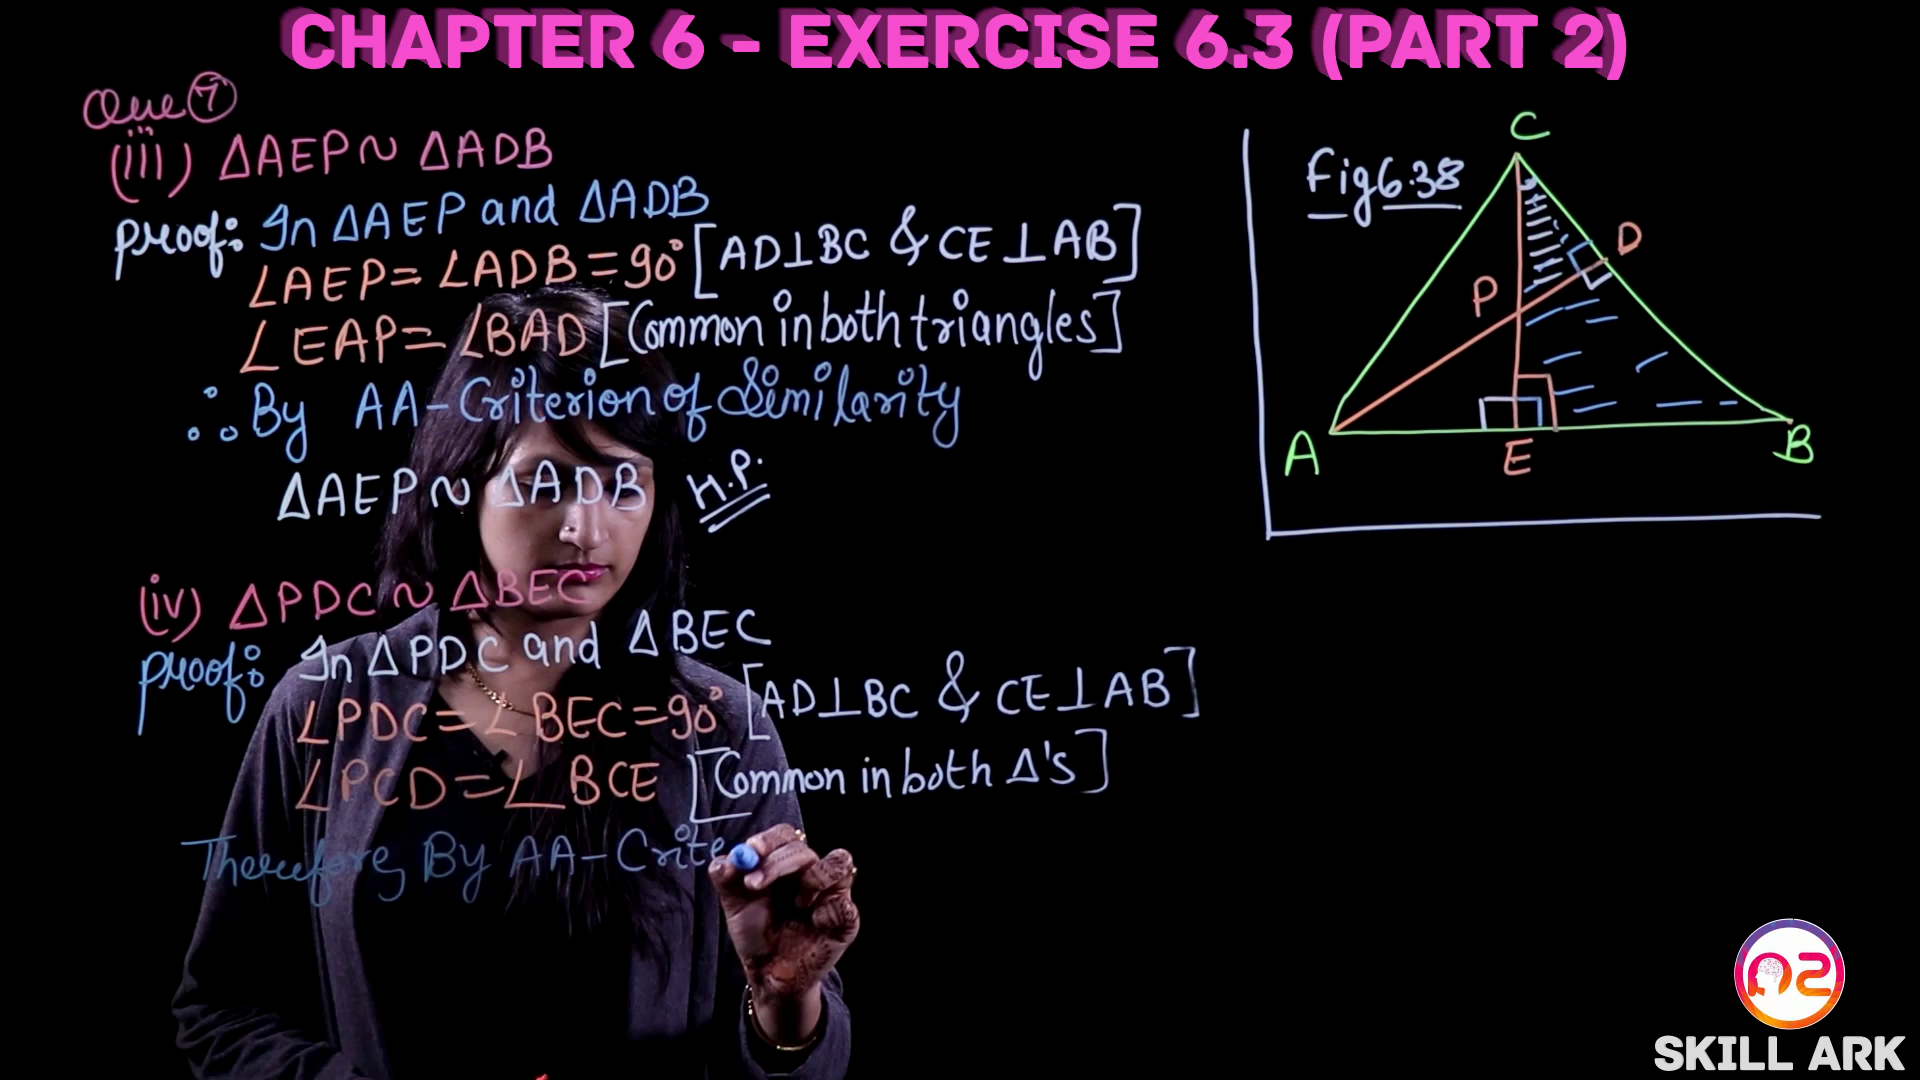 CHAPTER 6 - EXERCISE 6.3 (PART 2)
Que 7
(iii) ΔAEP ~ ΔADB
Proof: In ΔAEP and ΔADB
∠AEP = ∠ADB = 90° [AD⊥BC & CE⊥AB]
∠EAP = ∠BAD [Common in both triangles]
∴ By AA-Criterion of Similarity
ΔAEP ~ ΔADB H.P.
(iv) ΔPDC ~ ΔBEC
Proof: In ΔPDC and ΔBEC
∠PDC = ∠BEC = 90° [AD⊥BC & CE⊥AB]
∠PCD = ∠BCE [Common in both Δ's]
Therefore, By AA-Crite
Fig 6.38
C
D
P
A
E
B
SKILL ARK